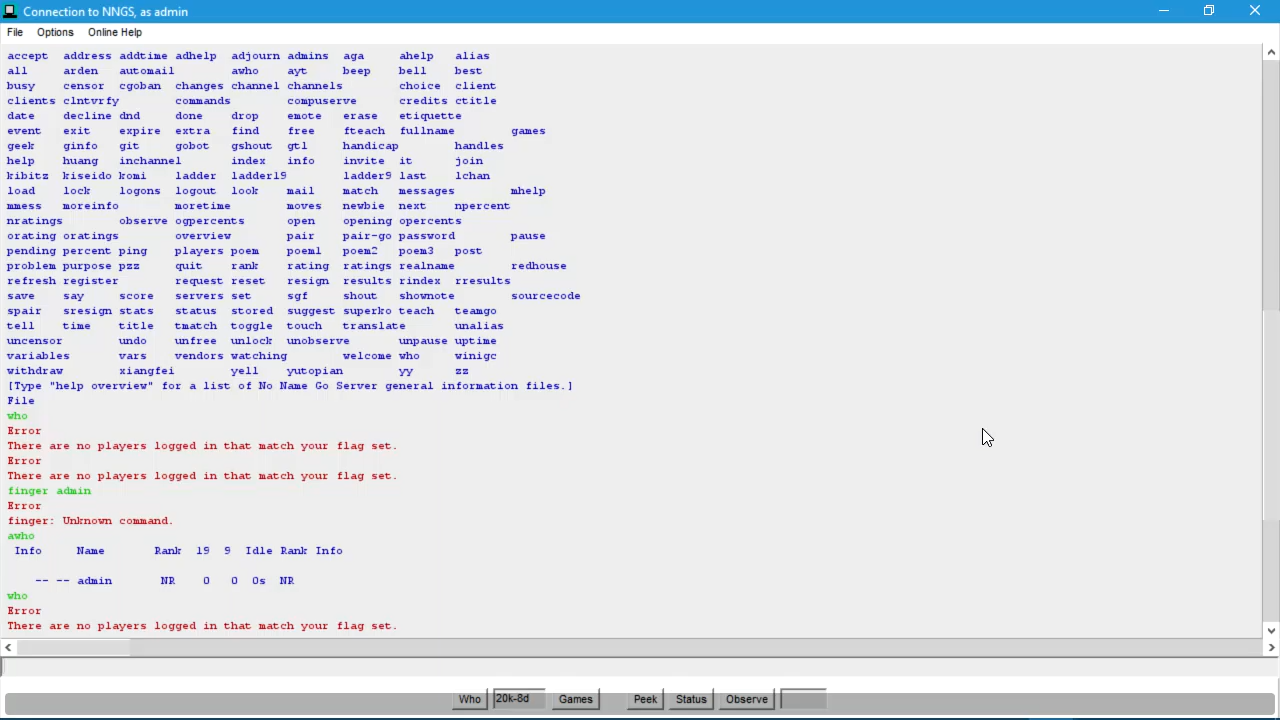 Connection to NNGS, as admin
File Options Online Help
accept address addtime adhelp adjourn admins aga ahelp alias
all arden automail awho ayt beep bell best
busy censor cgoban changes channel channels choice client
clients clntvrfy commands compuserve credits ctitle
date decline dnd done drop emote erase etiquette
event exit expire extra find free fteach fullname games
geek ginfo git gobot gshout gtl handicap handles
help huang inchannel index info invite it join
kibitz kiseido komi ladder ladder19 ladder9 last lchan
load lock logons logout look mail match messages mhelp
mmess moreinfo moretime moves newbie next npercent
nratings observe ogpercents open opening opercents
orating oratings overview pair pair-go password pause
pending percent ping players poem poem1 poem2 poem3 post
problem purpose pzz quit rank rating ratings realname redhouse
refresh register request reset resign results rindex rresults
save say score servers set sgf shout shownote sourcecode
spair sresign stats status stored suggest superko teach teamgo
tell time title tmatch toggle touch translate unalias
uncensor undo unfree unlock unobserve unpause uptime
variables vars vendors watching welcome who winigc
withdraw xiangfei yell yutopian yy zz
[Type "help overview" for a list of No Name Go Server general information files.]
File
who
Error
There are no players logged in that match your flag set.
Error
There are no players logged in that match your flag set.
finger admin
Error
finger: Unknown command.
awho
Info Name Rank 19 9 Idle Rank Info
-- -- admin NR 0 0 0s NR
who
Error
There are no players logged in that match your flag set.
Who 20k-8d Games Peek Status Observe